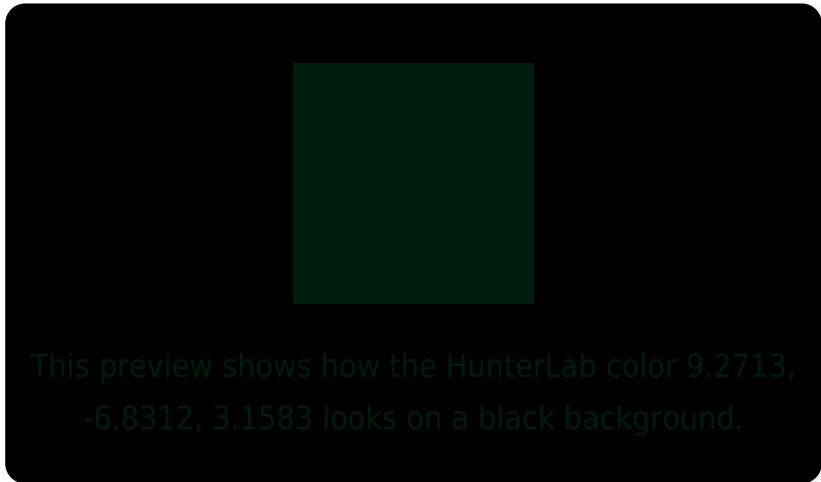 This preview shows how the HunterLab color 9.2713,
-6.8312, 3.1583 looks on a black background.